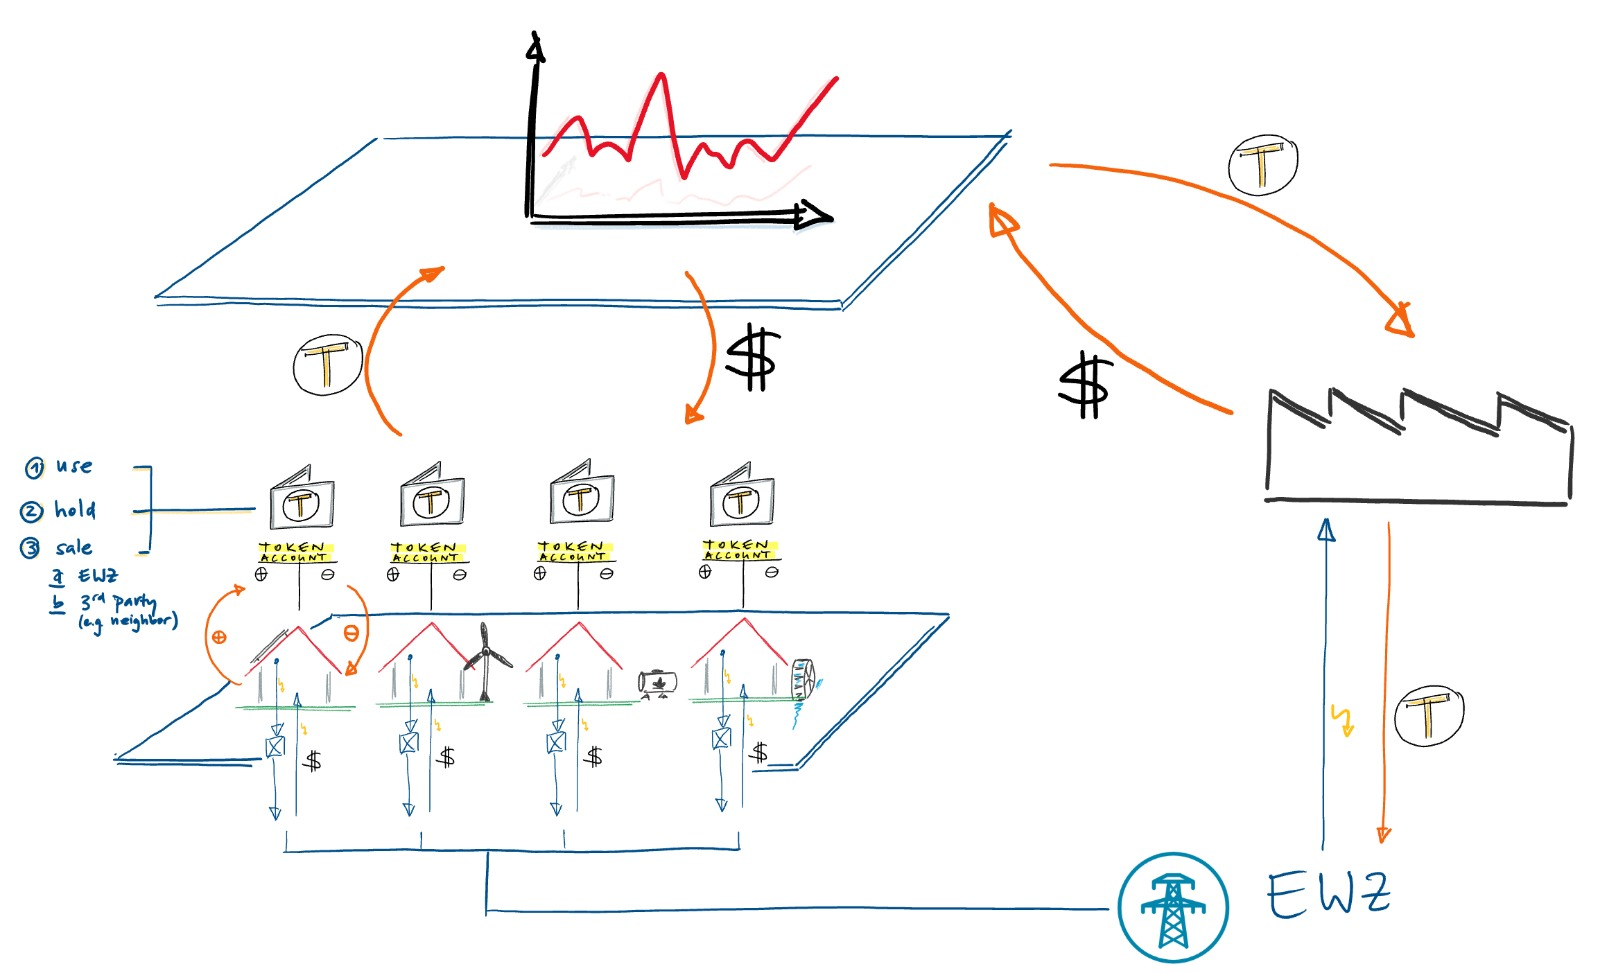 T
T
$
$
① use
② hold
③ sale
a EWZ
b 3rd party
(e.g neighbor)
T
T
T
T
TOKEN
ACCOUNT
TOKEN
ACCOUNT
TOKEN
ACCOUNT
TOKEN
ACCOUNT
⊕ ⊖
⊕ ⊖
⊕ ⊖
⊕ ⊖
⊕ ⊖
T
$
$
$
$
EWZ